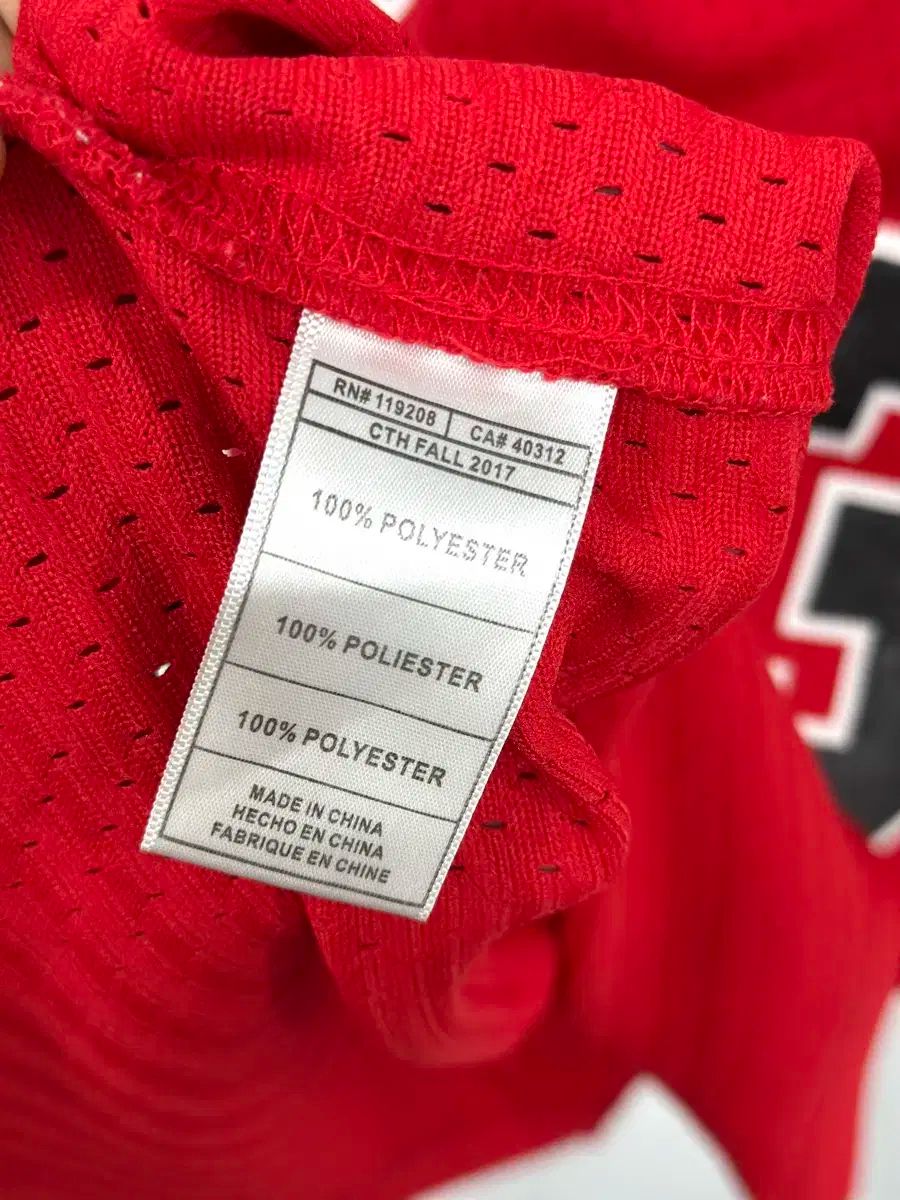 RN# 119208 CA# 40312
CTH FALL 2017
100% POLYESTER
100% POLIESTER
100% POLYESTER
MADE IN CHINA
HECHO EN CHINA
FABRIQUE EN CHINE